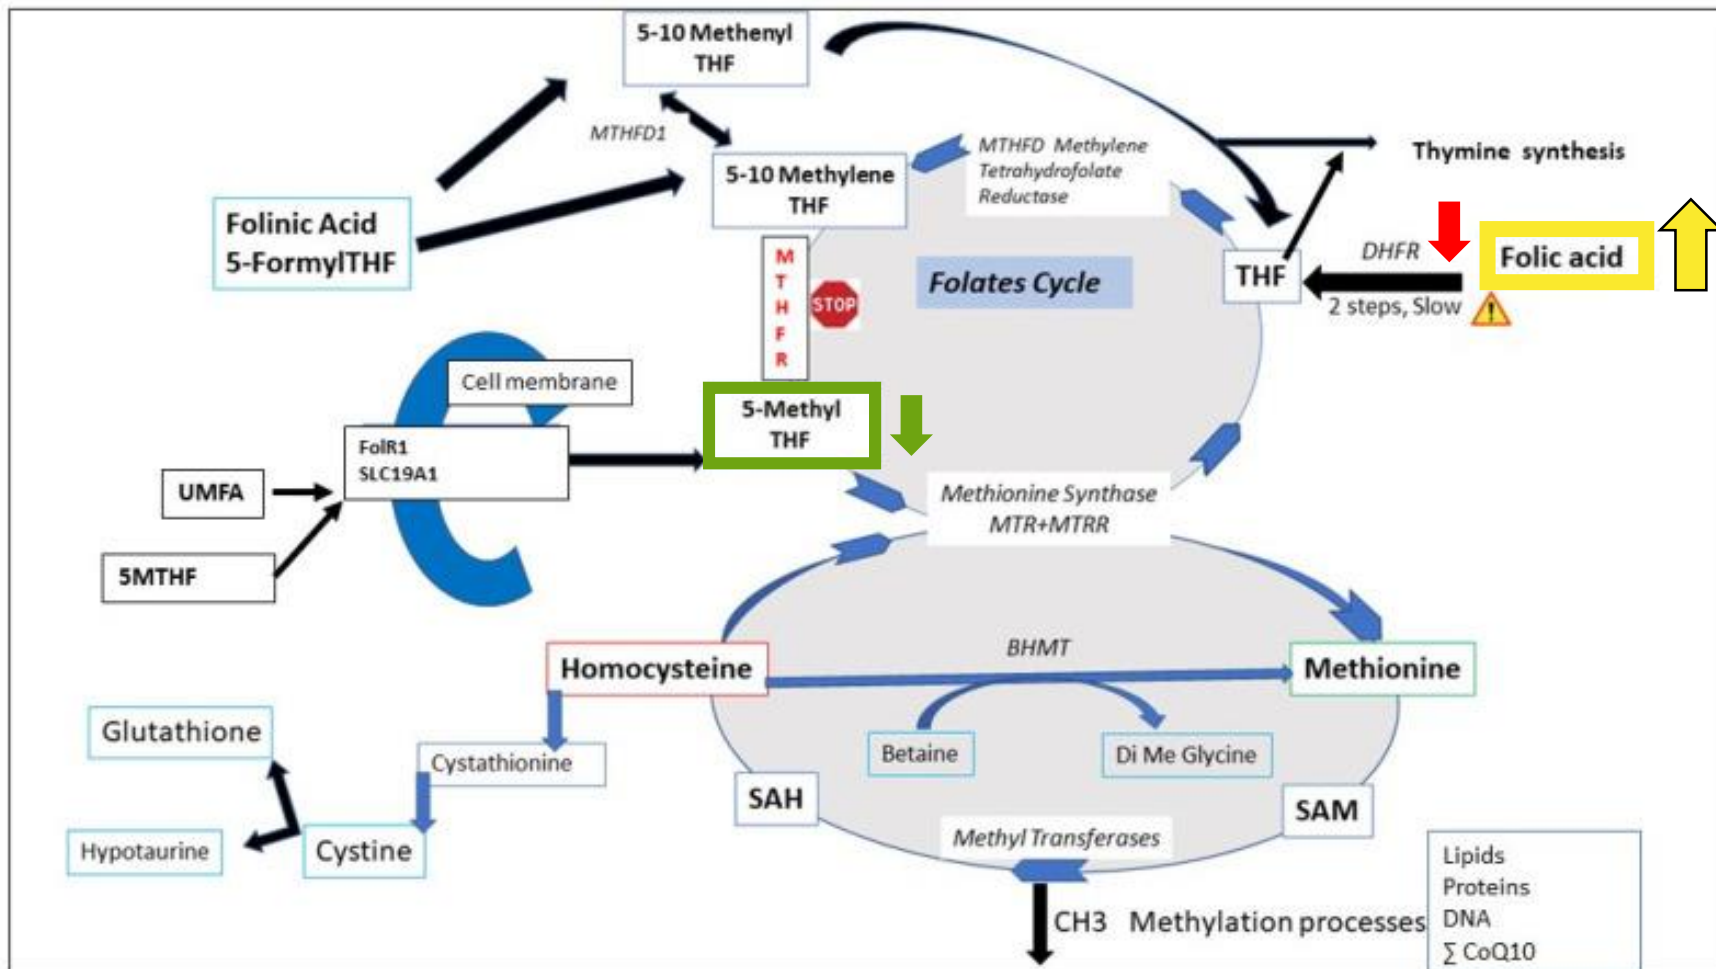 5-10 Methenyl
THF
MTHFD1
5-10 Methylene
THF
MTHFD Methylene
Tetrahydrofolate
Reductase
Thymine synthesis
Folinic Acid
5-FormylTHF
M
T
H
F
R
STOP
Folates Cycle
THF
DHFR
Folic acid
2 steps, Slow
!
Cell membrane
5-Methyl
THF
FolR1
SLC19A1
UMFA
5MTHF
Methionine Synthase
MTR+MTRR
Homocysteine
BHMT
Methionine
Glutathione
Cystathionine
Betaine
Di Me Glycine
SAH
SAM
Hypotaurine
Cystine
Methyl Transferases
CH3 Methylation processes
Lipids
Proteins
DNA
∑ CoQ10